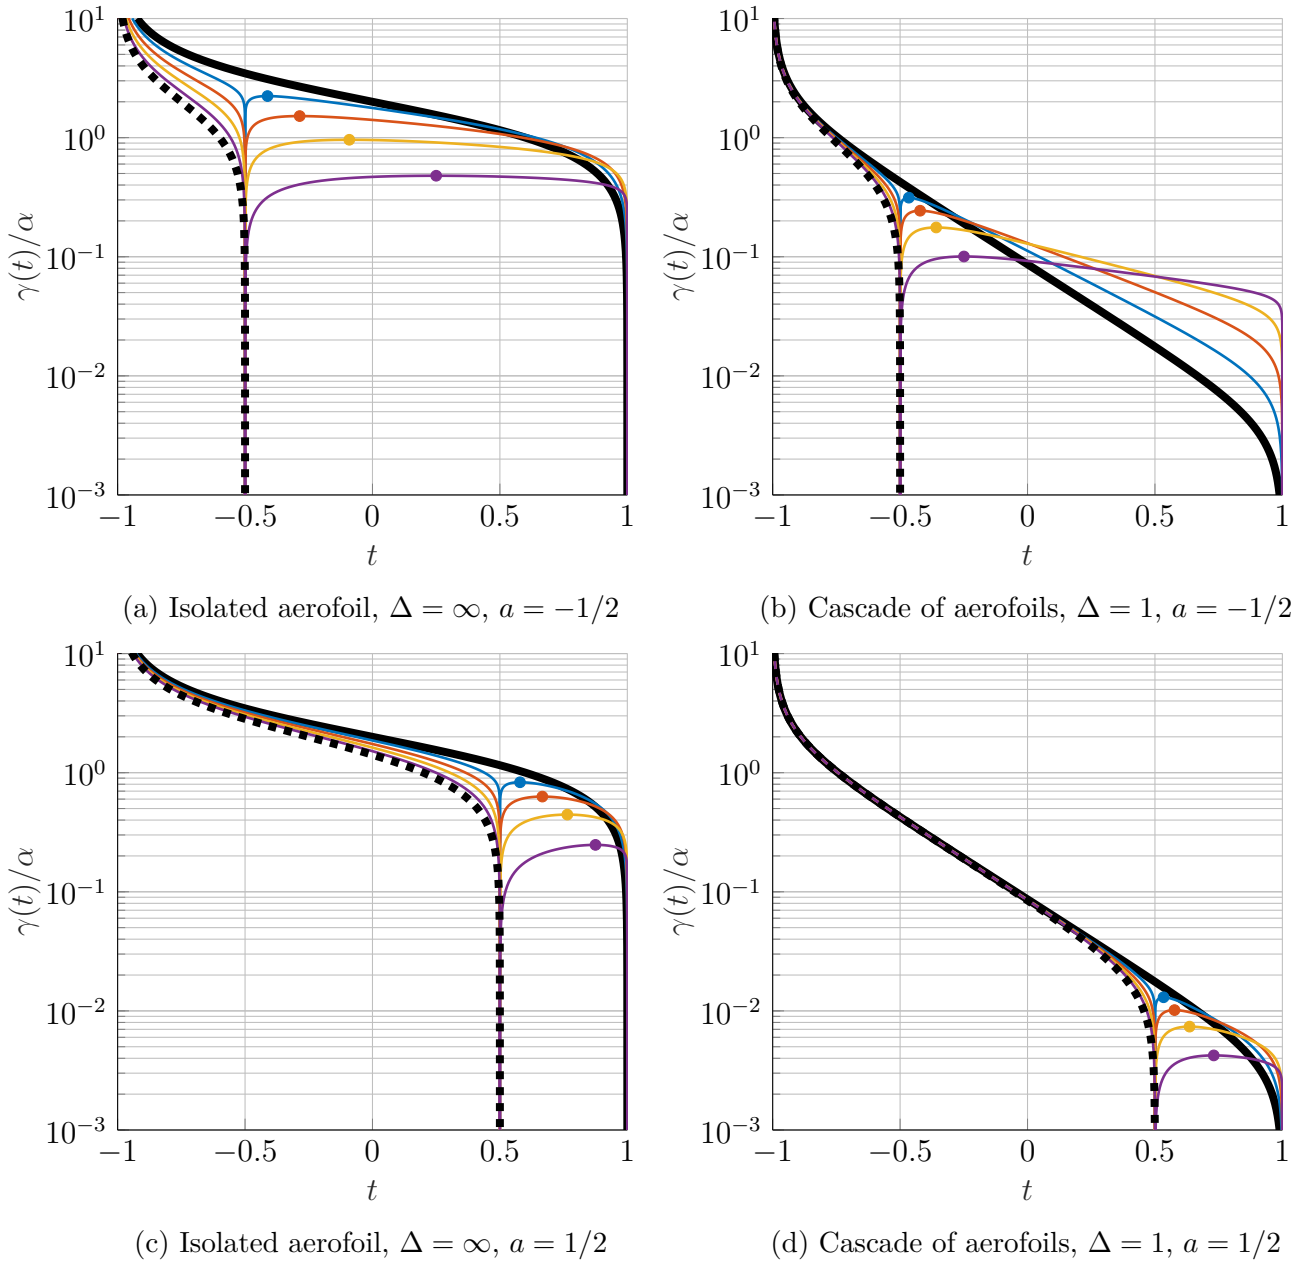 10^1
10^0
10^{-1}
10^{-2}
10^{-3}
γ(t)/α
−1 −0.5 0 0.5 1
t
(a) Isolated aerofoil, Δ = ∞, a = −1/2
10^1
10^0
10^{-1}
10^{-2}
10^{-3}
γ(t)/α
−1 −0.5 0 0.5 1
t
(b) Cascade of aerofoils, Δ = 1, a = −1/2
10^1
10^0
10^{-1}
10^{-2}
10^{-3}
γ(t)/α
−1 −0.5 0 0.5 1
t
(c) Isolated aerofoil, Δ = ∞, a = 1/2
10^1
10^0
10^{-1}
10^{-2}
10^{-3}
γ(t)/α
−1 −0.5 0 0.5 1
t
(d) Cascade of aerofoils, Δ = 1, a = 1/2